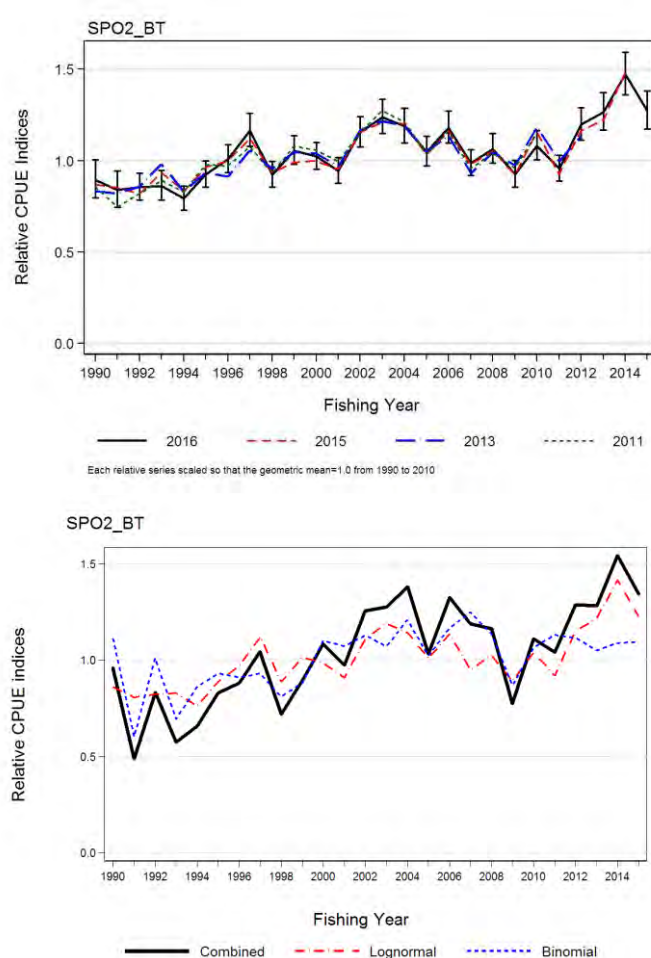 SPO2_BT
Relative CPUE Indices
1.5
1.0
0.5
0.0
1990 1992 1994 1996 1998 2000 2002 2004 2006 2008 2010 2012 2014
Fishing Year
2016 2015 2013 2011
Each relative series scaled so that the geometric mean=1.0 from 1990 to 2010
SPO2_BT
Relative CPUE indices
1.5
1.0
0.5
0.0
1990 1992 1994 1996 1998 2000 2002 2004 2006 2008 2010 2012 2014
Fishing Year
Combined Lognormal Binomial